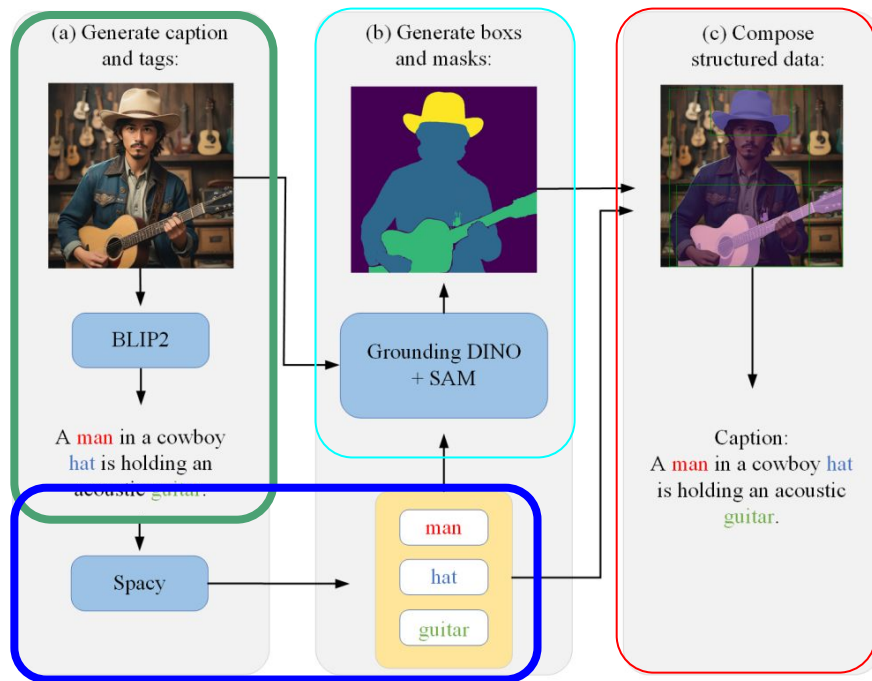 (a) Generate caption
and tags:
BLIP2
A man in a cowboy
hat is holding an
acoustic guitar.
Spacy
(b) Generate boxs
and masks:
Grounding DINO
+ SAM
man
hat
guitar
(c) Compose
structured data:
Caption:
A man in a cowboy hat
is holding an acoustic
guitar.